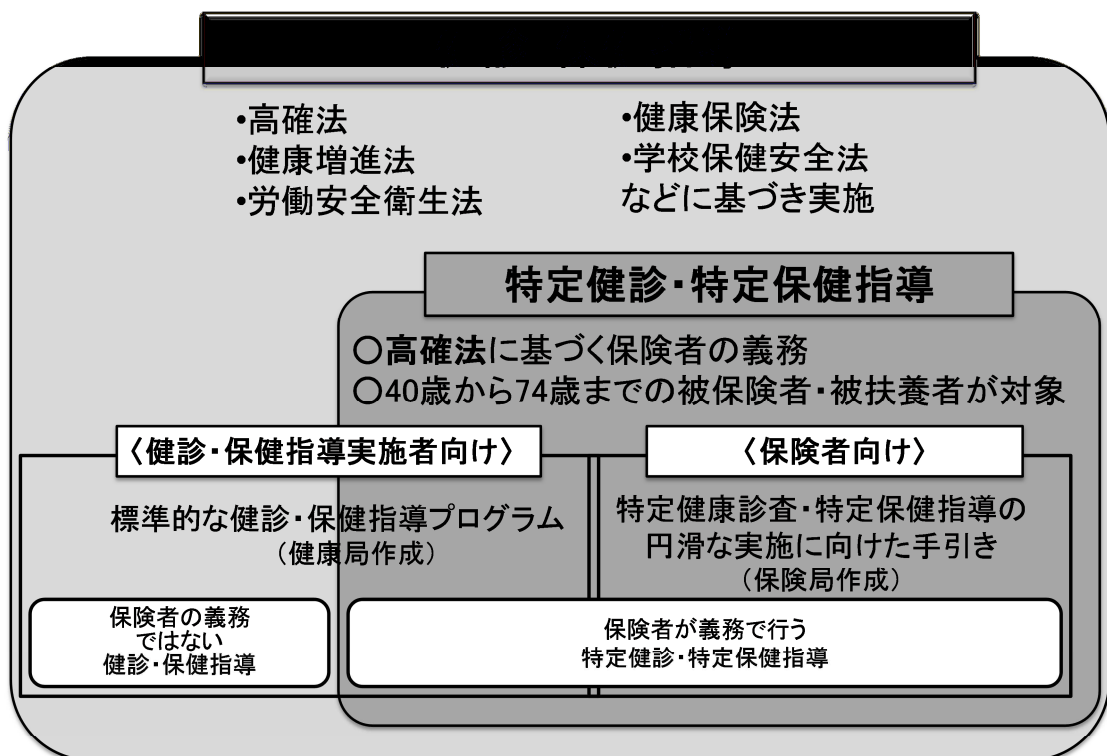 •高確法
•健康増進法
•労働安全衛生法
•健康保険法
•学校保健安全法
などに基づき実施
特定健診・特定保健指導
○高確法に基づく保険者の義務
○40歳から74歳までの被保険者・被扶養者が対象
〈健診・保健指導実施者向け〉
標準的な健診・保健指導プログラム
（健康局作成）
〈保険者向け〉
特定健康診査・特定保健指導の
円滑な実施に向けた手引き
（保険局作成）
保険者の義務
ではない
健診・保健指導
保険者が義務で行う
特定健診・特定保健指導